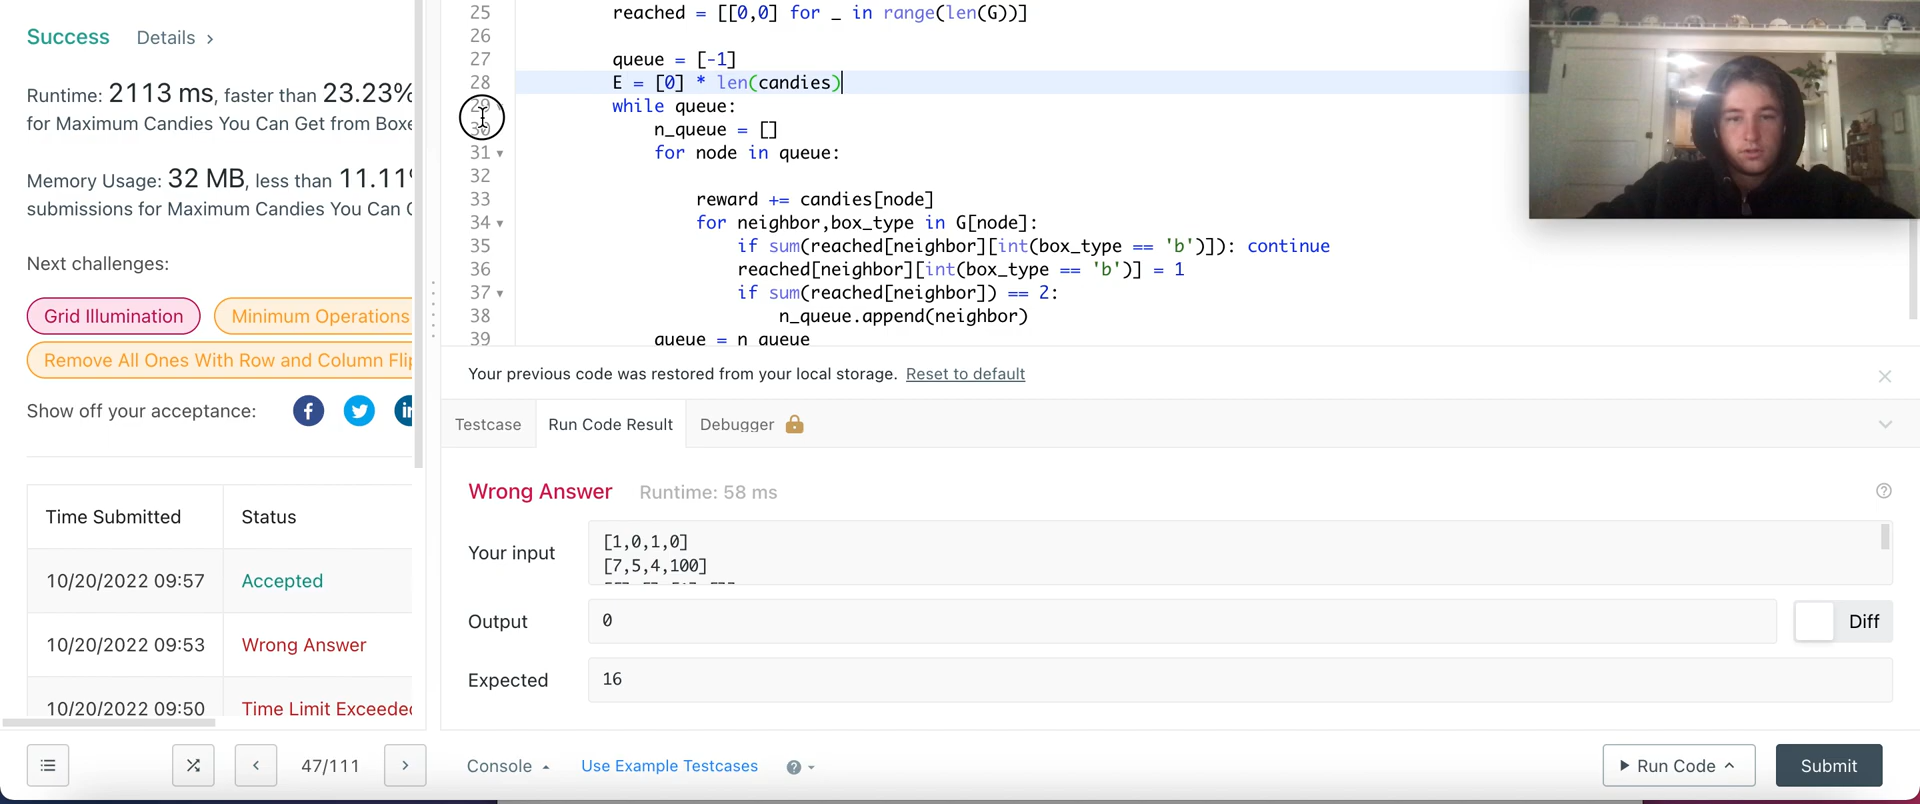 Success Details >
Runtime: 2113 ms, faster than 23.23%
for Maximum Candies You Can Get from Boxe
Memory Usage: 32 MB, less than 11.11
submissions for Maximum Candies You Can
Next challenges:
Grid Illumination
Minimum Operations
Remove All Ones With Row and Column Fli
Show off your acceptance:
Time Submitted Status
10/20/2022 09:57 Accepted
10/20/2022 09:53 Wrong Answer
10/20/2022 09:50 Time Limit Exceeded
47/111
25 reached = [[0,0] for _ in range(len(G))]
26
27 queue = [-1]
28 E = [0] * len(candies)
29 while queue:
30 n_queue = []
31 for node in queue:
32
33 reward += candies[node]
34 for neighbor,box_type in G[node]:
35 if sum(reached[neighbor][int(box_type == 'b')]): continue
36 reached[neighbor][int(box_type == 'b')] = 1
37 if sum(reached[neighbor]) == 2:
38 n_queue.append(neighbor)
39 queue = n_queue
Your previous code was restored from your local storage. Reset to default
Testcase Run Code Result Debugger
Wrong Answer Runtime: 58 ms
Your input
[1,0,1,0]
[7,5,4,100]
Output 0 Diff
Expected 16
Console Use Example Testcases
Run Code Submit